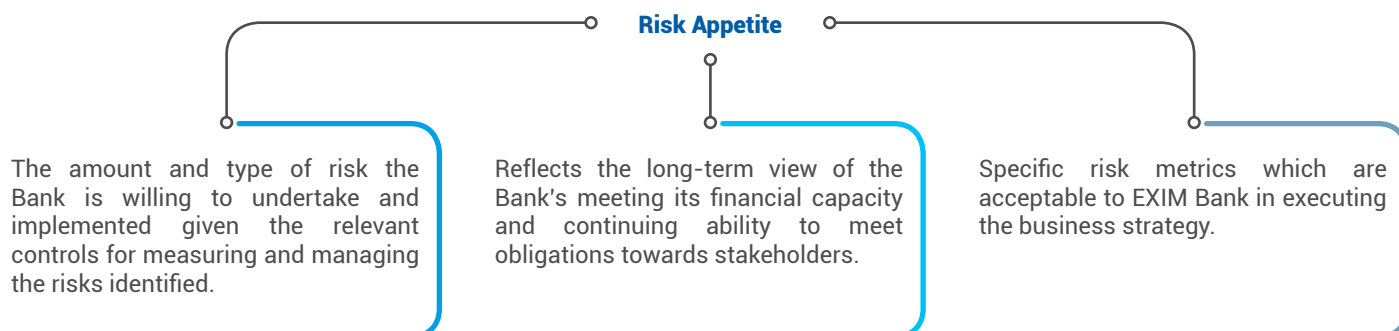 Risk Appetite
The amount and type of risk the
Bank is willing to undertake and
implemented given the relevant
controls for measuring and managing
the risks identified.
Reflects the long-term view of the
Bank's meeting its financial capacity
and continuing ability to meet
obligations towards stakeholders.
Specific risk metrics which are
acceptable to EXIM Bank in executing
the business strategy.